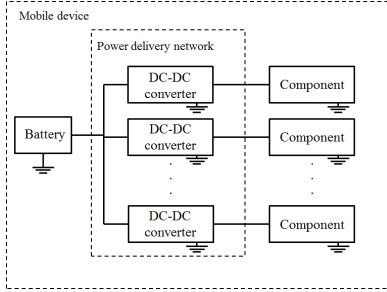 Mobile device
Power delivery network
DC-DC
converter
Component
Battery
DC-DC
converter
Component
DC-DC
converter
Component